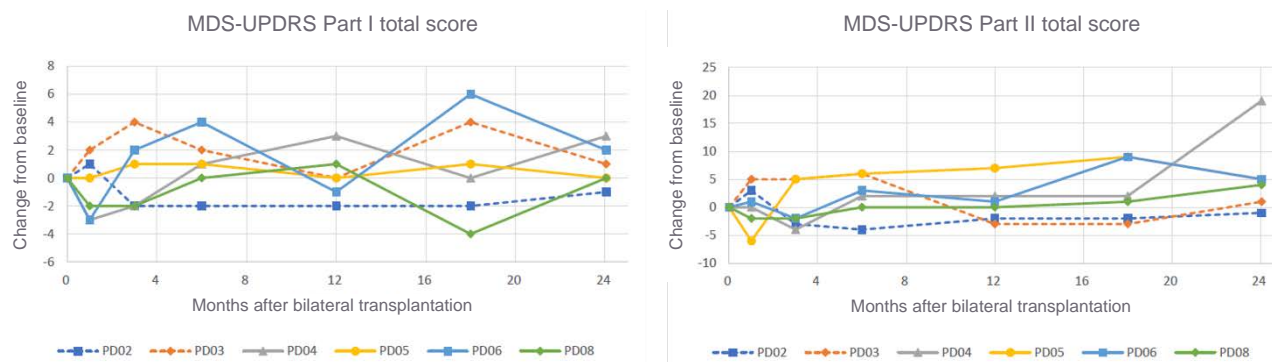 MDS-UPDRS Part I total score
Change from baseline
8
6
4
2
0
-2
-4
-6
0 4 8 12 16 20 24
Months after bilateral transplantation
PD02 PD03 PD04 PD05 PD06 PD08
MDS-UPDRS Part II total score
Change from baseline
25
20
15
10
5
0
-5
-10
0 4 8 12 16 20 24
Months after bilateral transplantation
PD02 PD03 PD04 PD05 PD06 PD08